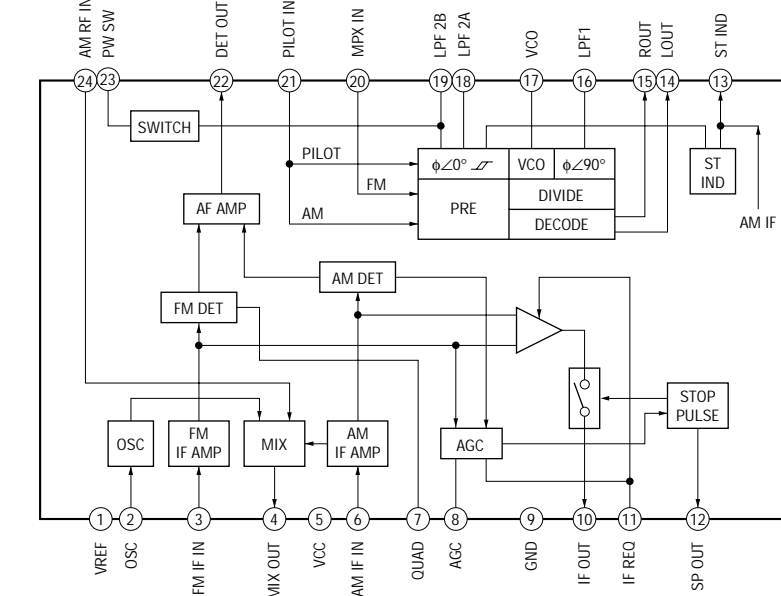 AM RF IN
PW SW
DET OUT
PILOT IN
MPX IN
LPF 2B
LPF 2A
VCO
LPF1
ROUT
LOUT
ST IND
24
23
22
21
20
19
18
17
16
15
14
13
SWITCH
PILOT
FM
AM
ϕ∠0°
VCO
ϕ∠90°
PRE
DIVIDE
DECODE
ST
IND
AM IF
AF AMP
AM DET
FM DET
STOP
PULSE
OSC
FM
IF AMP
MIX
AM
IF AMP
AGC
1
2
3
4
5
6
7
8
9
10
11
12
VREF
OSC
FM IF IN
MIX OUT
VCC
AM IF IN
QUAD
AGC
GND
IF OUT
IF REQ
SP OUT